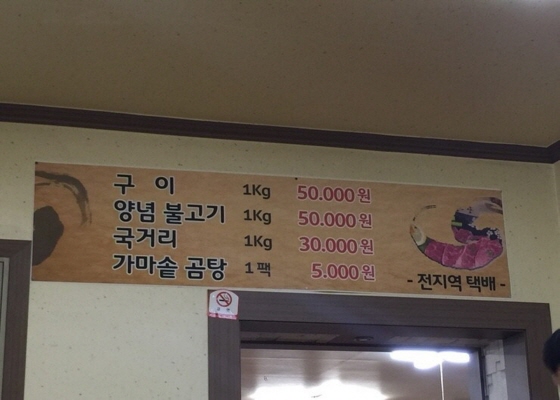 구 이 1Kg 50.000원
양념 불고기 1Kg 50.000원
국거리 1Kg 30.000원
가마솥 곰탕 1팩 5.000원
- 전지역 택배 -